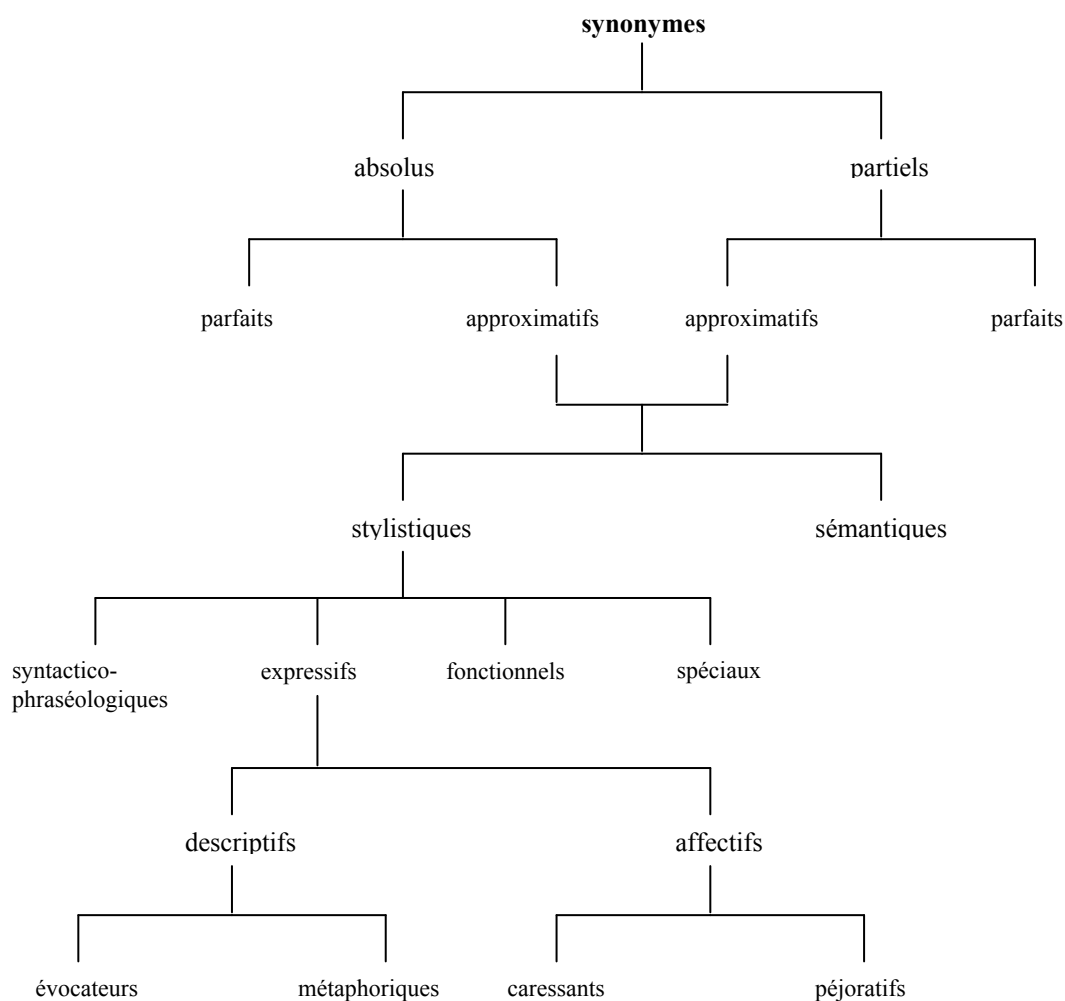 synonymes
absolus partiels
parfaits approximatifs approximatifs parfaits
stylistiques sémantiques
syntactico- expressifs fonctionnels spéciaux
phraséologiques
descriptifs affectifs
évocateurs métaphoriques caressants péjoratifs